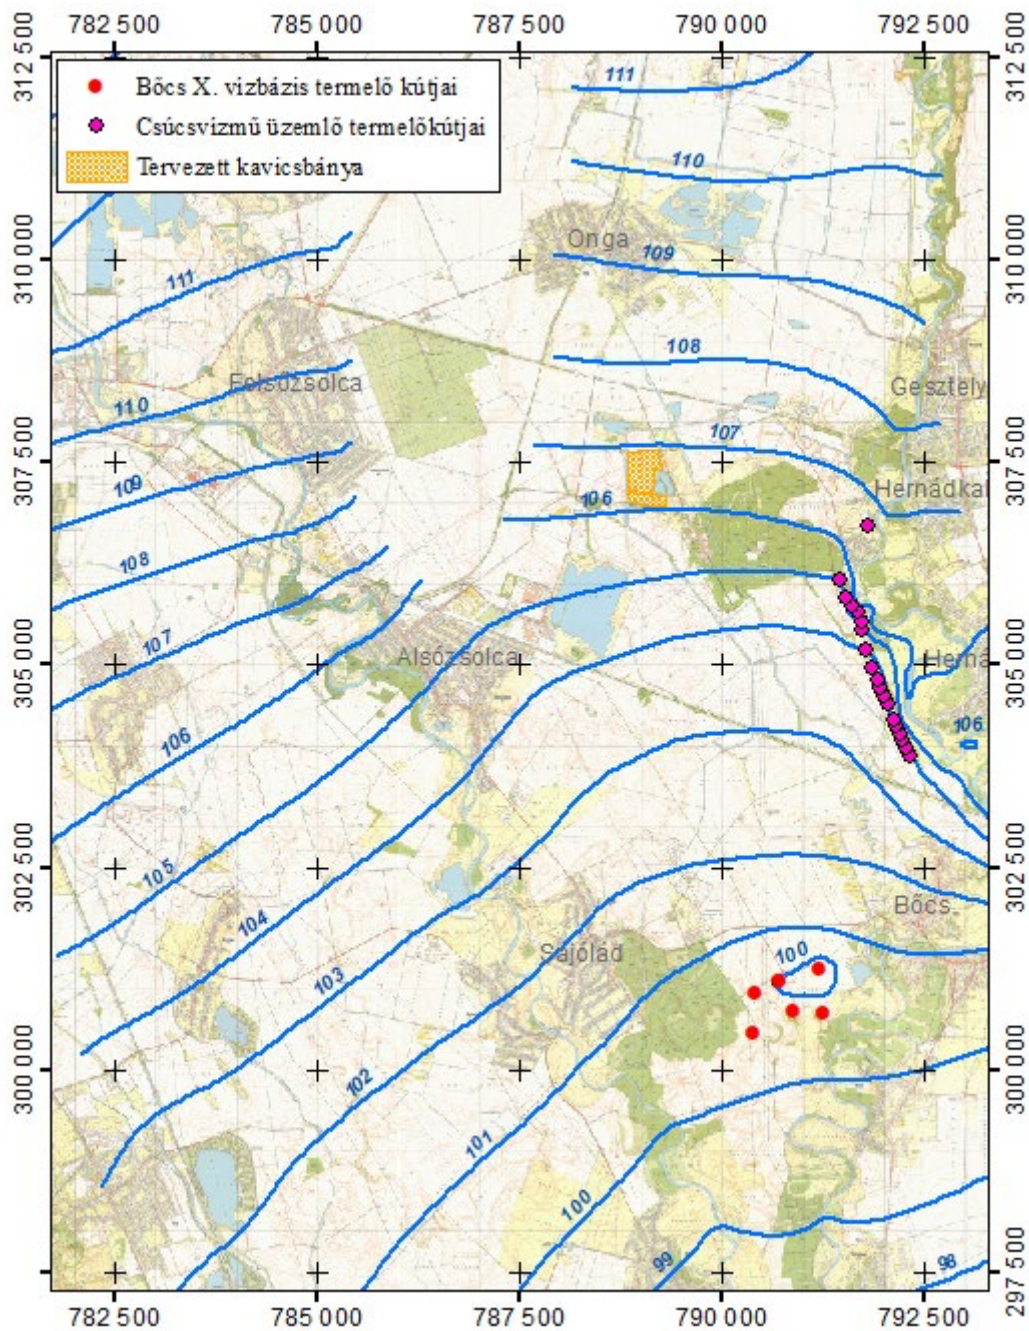 782 500 785 000 787 500 790 000 792 500
312 500 312 500
Bőcs X. vízbázis termelő kútjai
Csúcsvízmű üzemlő termelőkútjai
Tervezett kavicsbánya
111
110
Onga
109
310 000 310 000
111
108
Felsőzsolca
Gesztely
110
107
307 500 307 500
109
Hernádkal
106
108
107
305 000 305 000
Alsózsolca
Herná
106
106
105
302 500 302 500
104
Bőcs
Sajólád
100
103
300 000 300 000
102
101
100
99
98
297 500 297 500
782 500 785 000 787 500 790 000 792 500